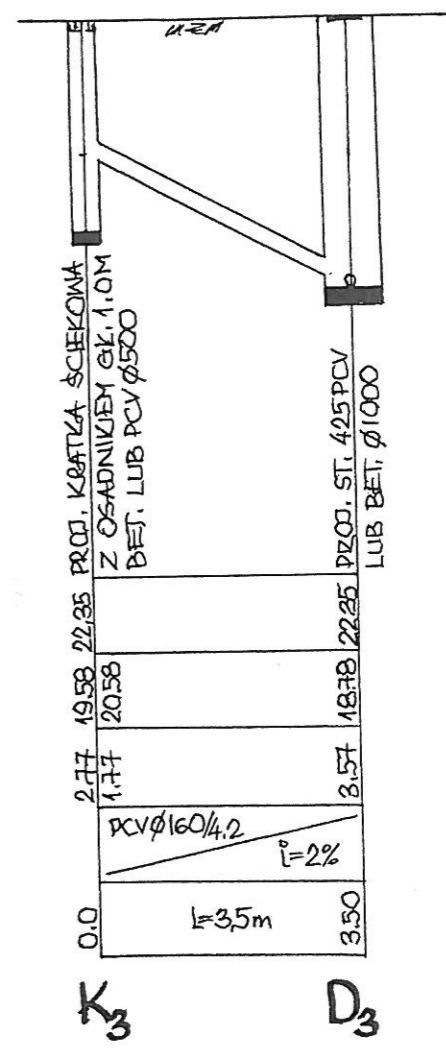 PROJ. KRATKA ŚCIEKOWA
Z OSADNIKIEM GŁ. 1.0M
BET. LUB PCV Ø500
PROJ. ST. 425 PCV
LUB BET. Ø1000
22,35
22.35
19.58
20.58
18.78
2.77
1.77
3.57
PCVØ160/4.2
i=2%
0.0
L=3,5m
3.50
K3
D3